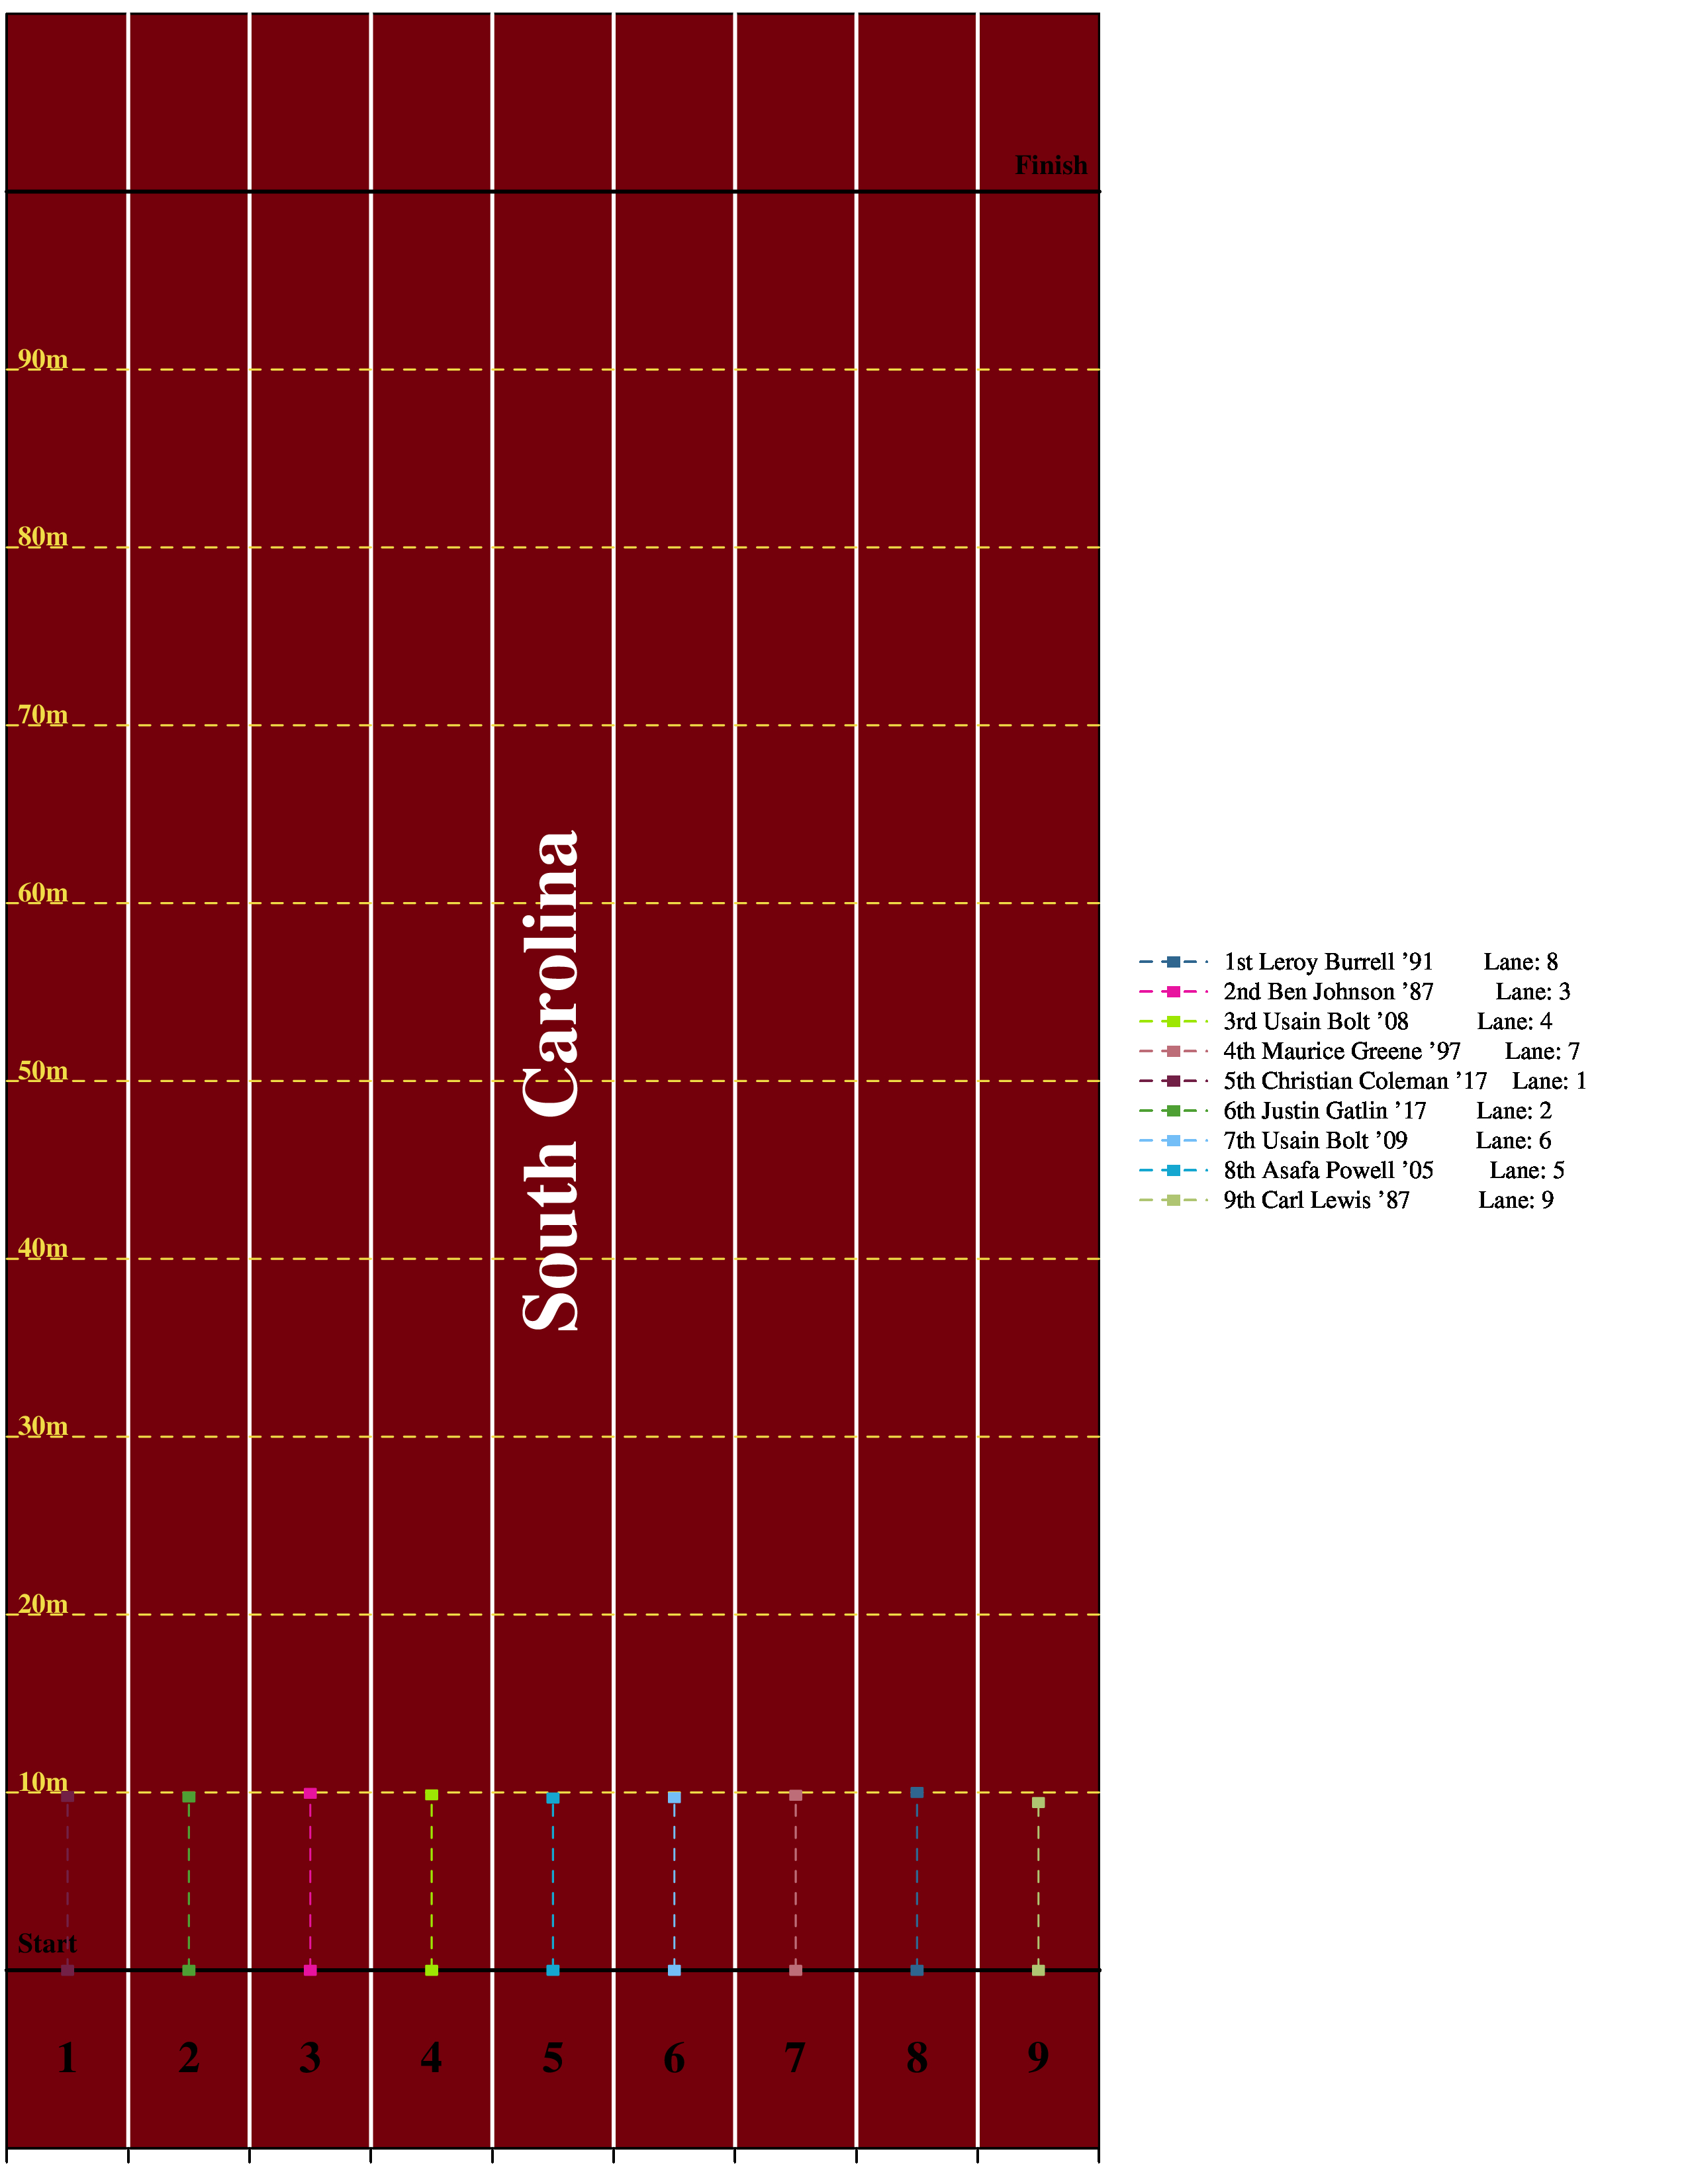 Finish
90m
80m
70m
60m
South Carolina
50m
40m
30m
20m
10m
Start
1 2 3 4 5 6 7 8 9
1st Leroy Burrell ’91 Lane: 8
2nd Ben Johnson ’87 Lane: 3
3rd Usain Bolt ’08 Lane: 4
4th Maurice Greene ’97 Lane: 7
5th Christian Coleman ’17 Lane: 1
6th Justin Gatlin ’17 Lane: 2
7th Usain Bolt ’09 Lane: 6
8th Asafa Powell ’05 Lane: 5
9th Carl Lewis ’87 Lane: 9